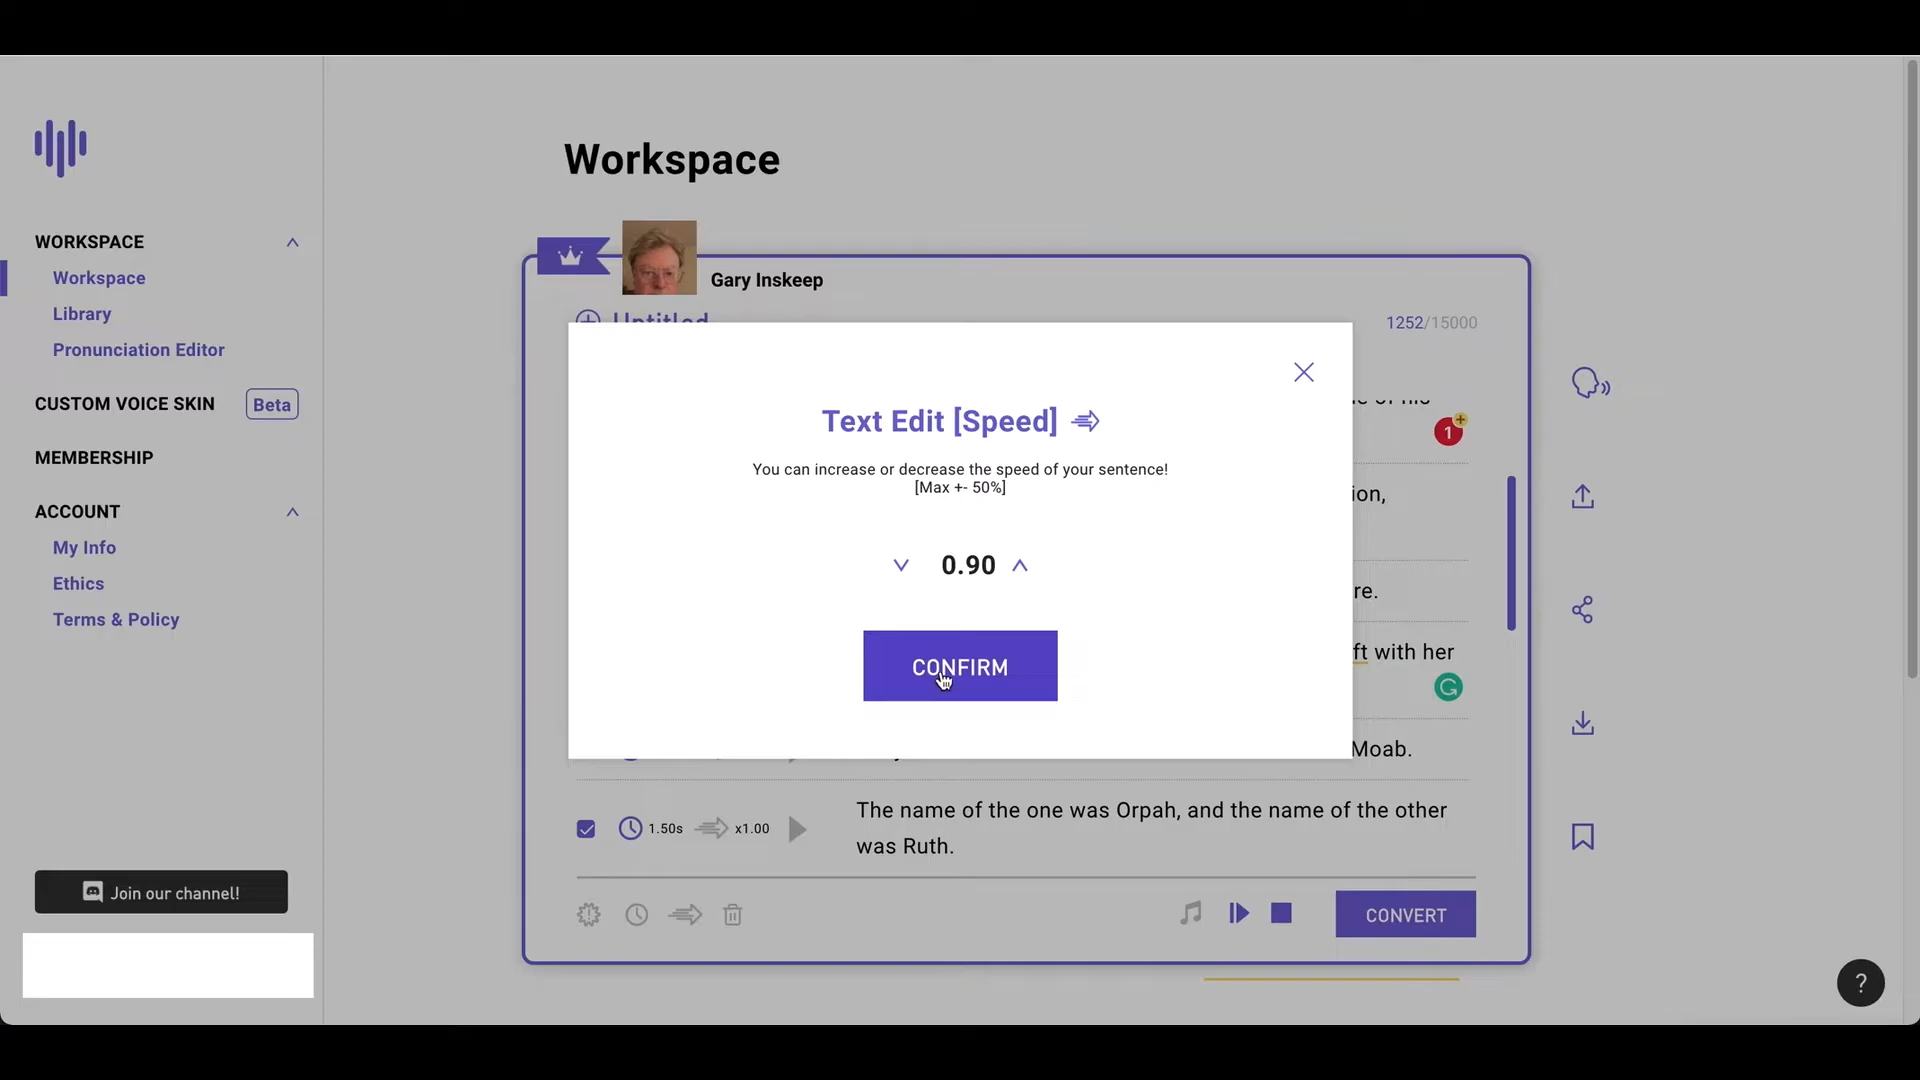 Workspace
WORKSPACE
Workspace
Library
Pronunciation Editor
CUSTOM VOICE SKIN Beta
MEMBERSHIP
ACCOUNT
My Info
Ethics
Terms & Policy
Join our channel!
Gary Inskeep
Untitled
1252/15000
1
ion,
re.
ft with her
Moab.
Text Edit [Speed]
You can increase or decrease the speed of your sentence!
[Max +- 50%]
0.90
CONFIRM
1.50s x1.00
The name of the one was Orpah, and the name of the other
was Ruth.
CONVERT
?